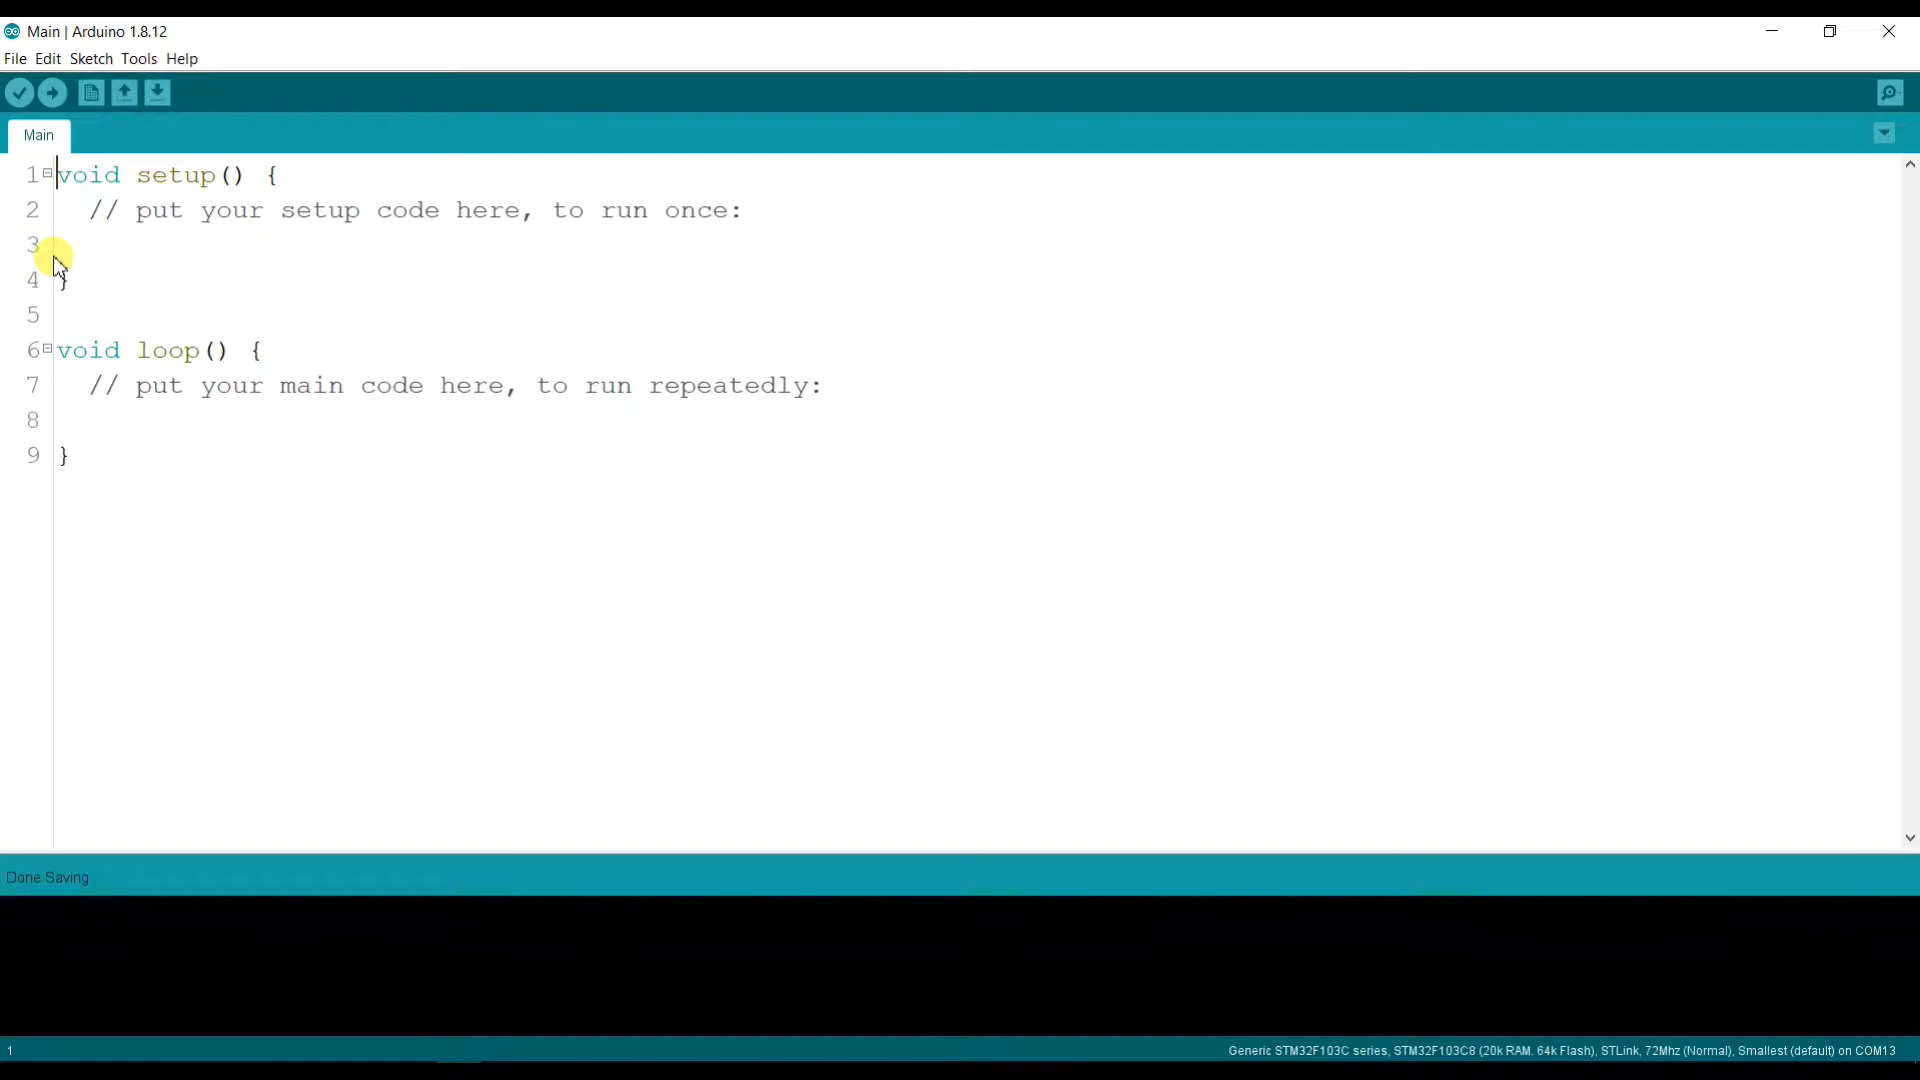 Main | Arduino 1.8.12
File Edit Sketch Tools Help
Main
1 void setup() {
2 // put your setup code here, to run once:
3
4 }
5
6 void loop() {
7 // put your main code here, to run repeatedly:
8
9 }
Done Saving
1 Generic STM32F103C series, STM32F103C8 (20k RAM. 64k Flash), STLink, 72Mhz (Normal), Smallest (default) on COM13